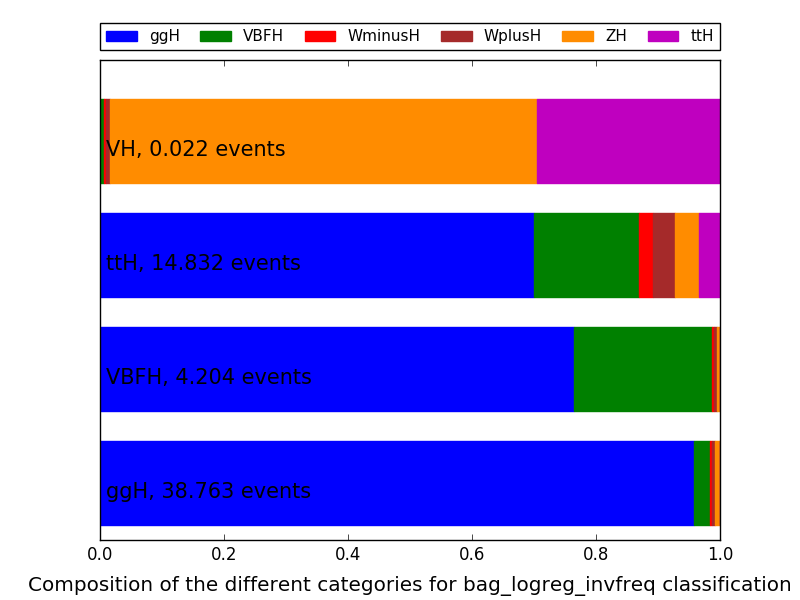 ggH VBFH WminusH WplusH ZH ttH
VH, 0.022 events
ttH, 14.832 events
VBFH, 4.204 events
ggH, 38.763 events
0.0 0.2 0.4 0.6 0.8 1.0
Composition of the different categories for bag_logreg_invfreq classification